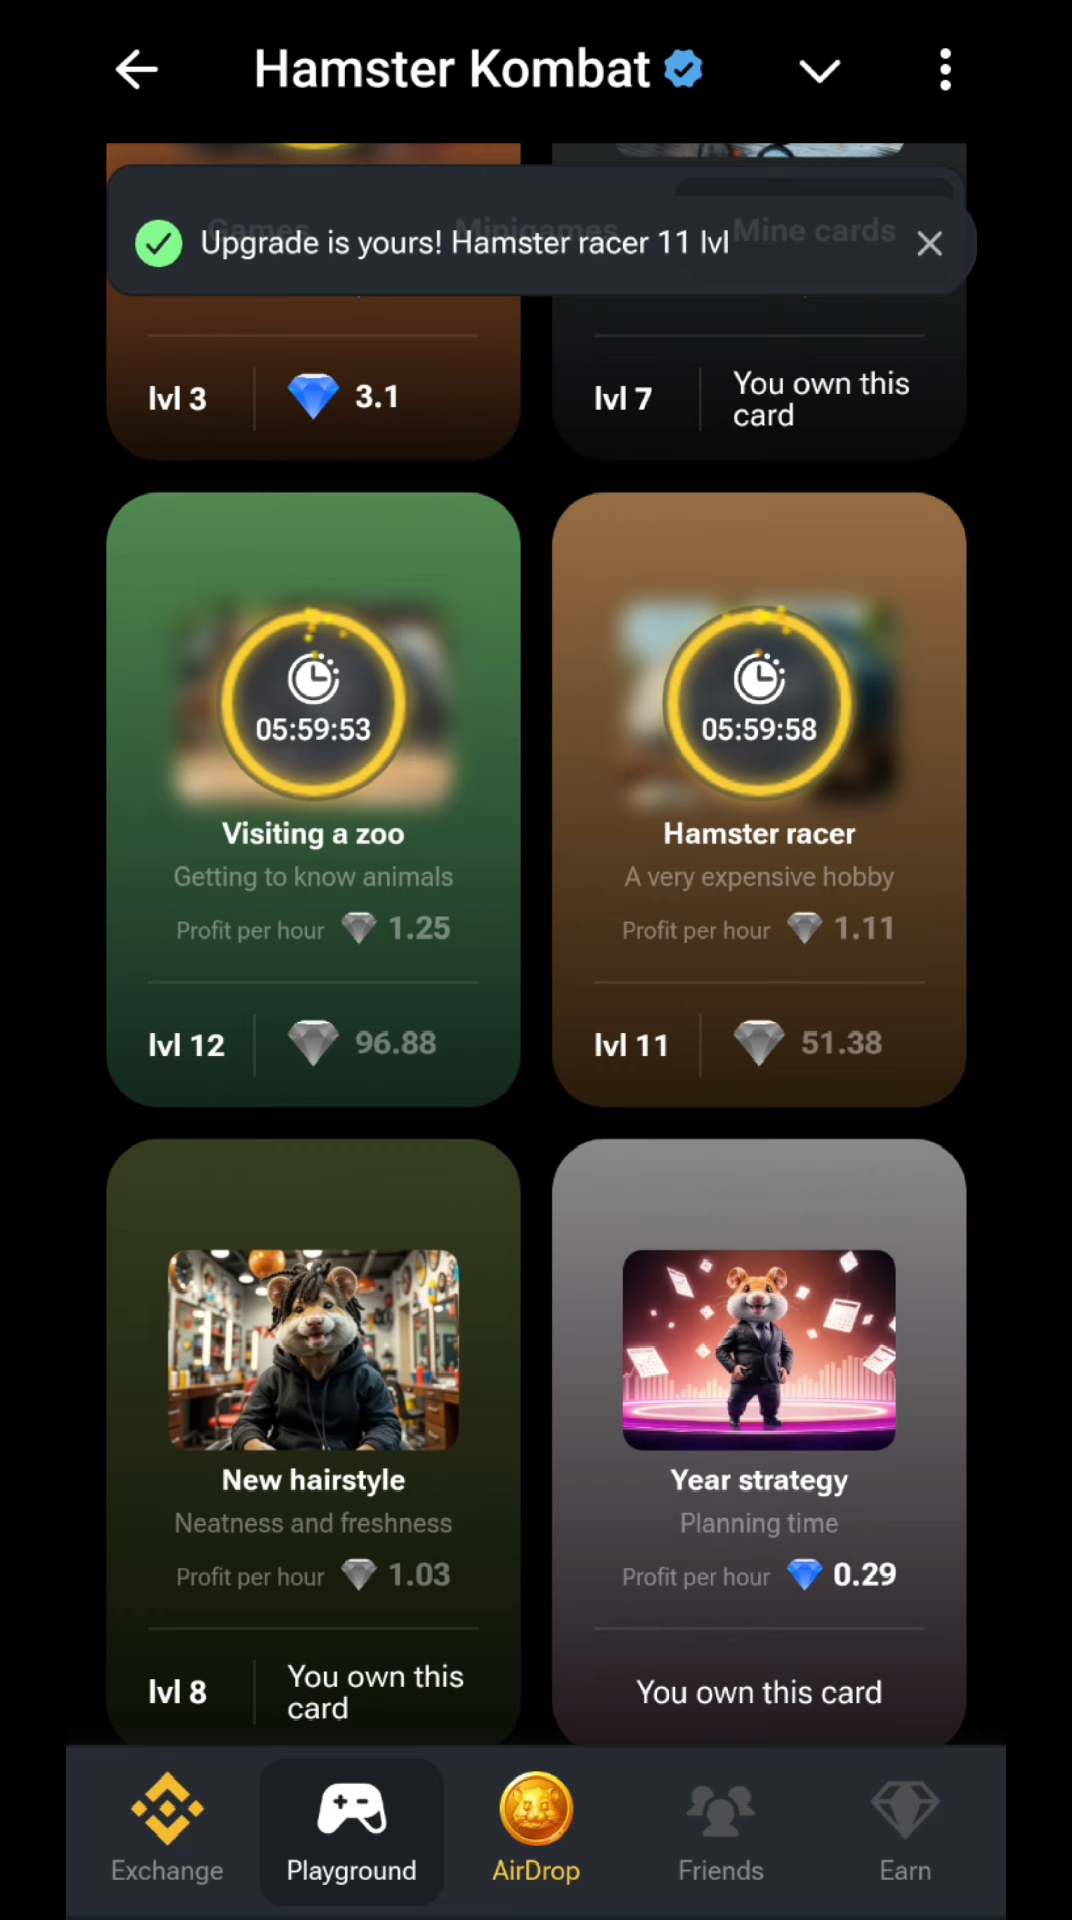 Hamster Kombat
Games Minigames Mine cards
Upgrade is yours! Hamster racer 11 lvl
lvl 3
3.1
lvl 7
You own this
card
05:59:53
Visiting a zoo
Getting to know animals
Profit per hour 1.25
lvl 12
96.88
05:59:58
Hamster racer
A very expensive hobby
Profit per hour 1.11
lvl 11
51.38
New hairstyle
Neatness and freshness
Profit per hour 1.03
lvl 8
You own this
card
Year strategy
Planning time
Profit per hour 0.29
You own this card
Exchange
Playground
AirDrop
Friends
Earn